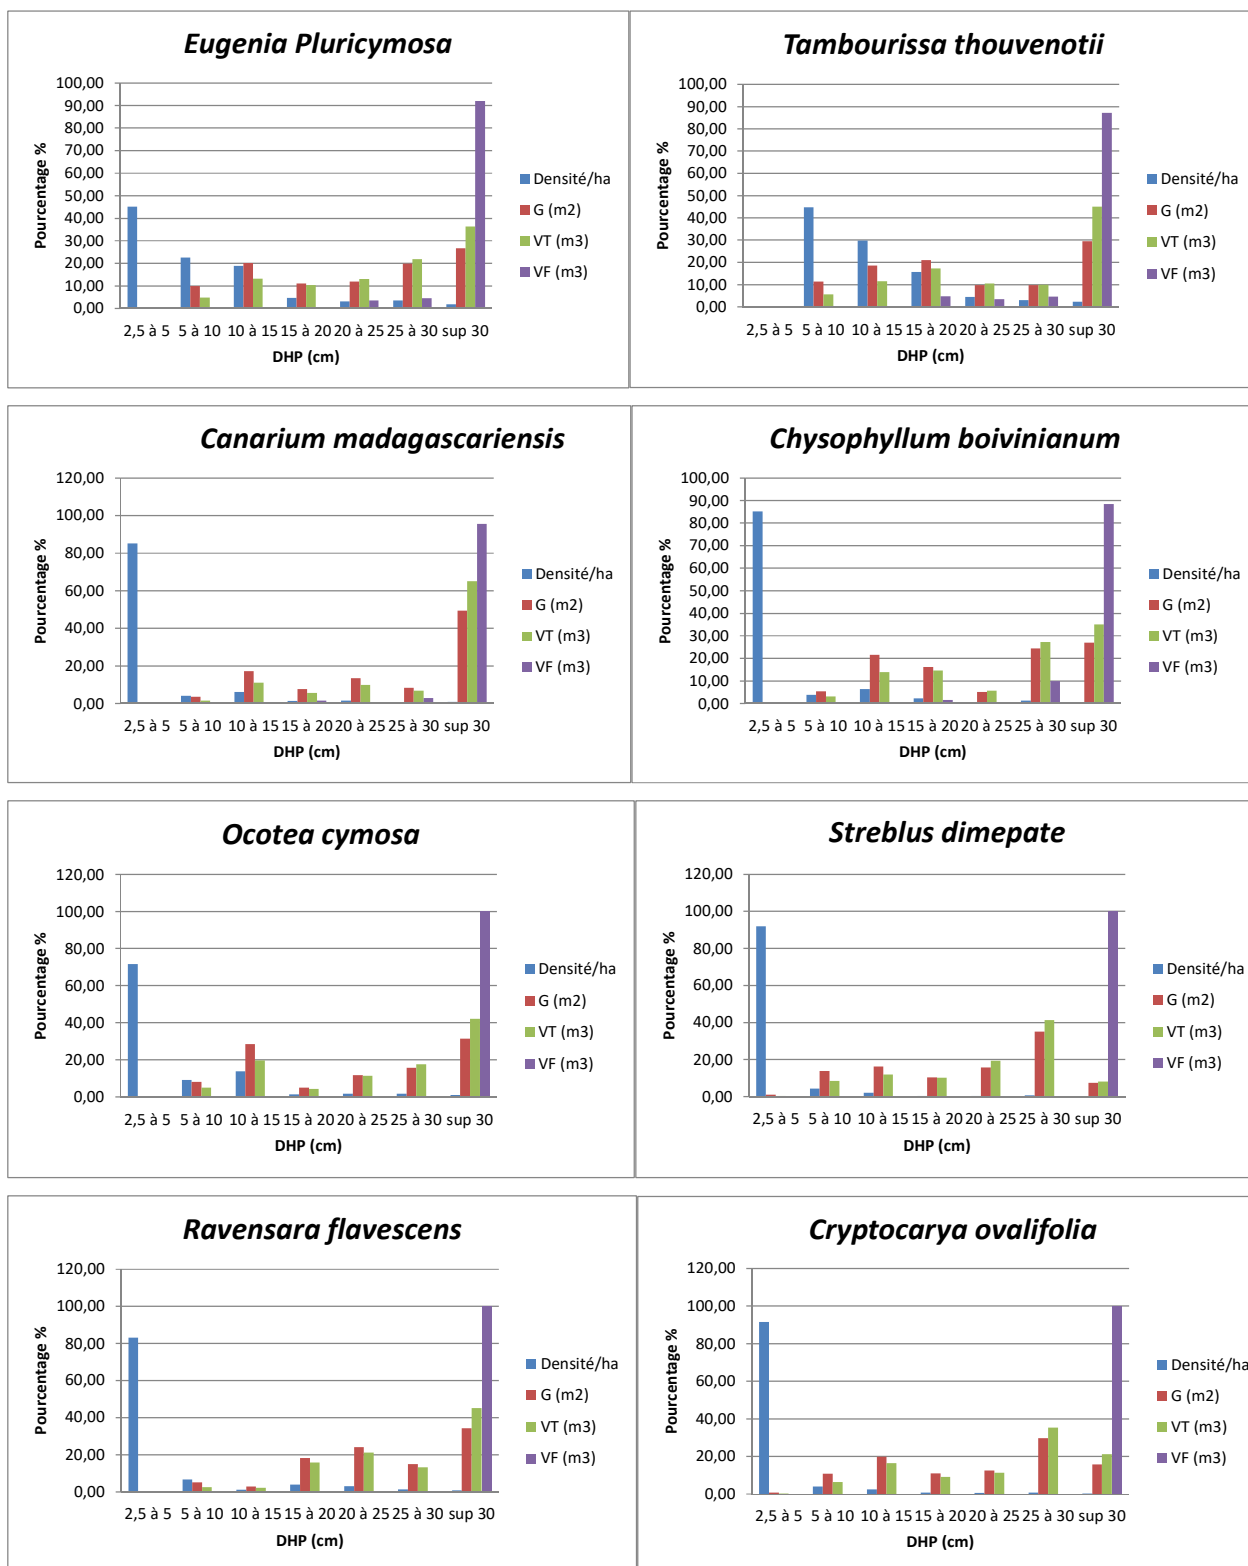 Eugenia Pluricymosa
100,00
90,00
80,00
70,00
60,00
50,00
40,00
30,00
20,00
10,00
0,00
Pourcentage %
2,5 à 5 5 à 10 10 à 15 15 à 20 20 à 25 25 à 30 sup 30
DHP (cm)
Densité/ha
G (m2)
VT (m3)
VF (m3)
Tambourissa thouvenotii
100,00
90,00
80,00
70,00
60,00
50,00
40,00
30,00
20,00
10,00
0,00
Pourcentage %
2,5 à 5 5 à 10 10 à 15 15 à 20 20 à 25 25 à 30 sup 30
DHP (cm)
Densité/ha
G (m2)
VT (m3)
VF (m3)
Canarium madagascariensis
120,00
100,00
80,00
60,00
40,00
20,00
0,00
Pourcentage %
2,5 à 5 5 à 10 10 à 15 15 à 20 20 à 25 25 à 30 sup 30
DHP (cm)
Densité/ha
G (m2)
VT (m3)
VF (m3)
Chysophyllum boivinianum
100,00
90,00
80,00
70,00
60,00
50,00
40,00
30,00
20,00
10,00
0,00
Pourcentage %
2,5 à 5 5 à 10 10 à 15 15 à 20 20 à 25 25 à 30 sup 30
DHP (cm)
Densité/ha
G (m2)
VT (m3)
VF (m3)
Ocotea cymosa
120,00
100,00
80,00
60,00
40,00
20,00
0,00
Pourcentage %
2,5 à 5 5 à 10 10 à 15 15 à 20 20 à 25 25 à 30 sup 30
DHP (cm)
Densité/ha
G (m2)
VT (m3)
VF (m3)
Streblus dimepate
120,00
100,00
80,00
60,00
40,00
20,00
0,00
Pourcentage %
2,5 à 5 5 à 10 10 à 15 15 à 20 20 à 25 25 à 30 sup 30
DHP (cm)
Densité/ha
G (m2)
VT (m3)
VF (m3)
Ravensara flavescens
120,00
100,00
80,00
60,00
40,00
20,00
0,00
Pourcentage %
2,5 à 5 5 à 10 10 à 15 15 à 20 20 à 25 25 à 30 sup 30
DHP (cm)
Densité/ha
G (m2)
VT (m3)
VF (m3)
Cryptocarya ovalifolia
120,00
100,00
80,00
60,00
40,00
20,00
0,00
Pourcentage %
2,5 à 5 5 à 10 10 à 15 15 à 20 20 à 25 25 à 30 sup 30
DHP (cm)
Densité/ha
G (m2)
VT (m3)
VF (m3)